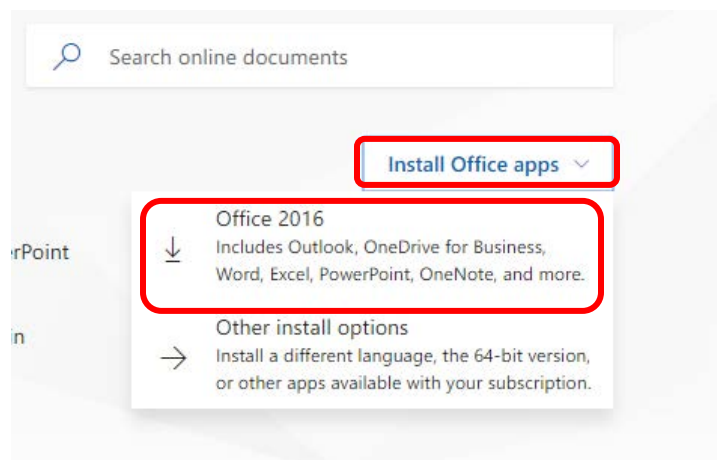 Search online documents
Install Office apps
Office 2016
Includes Outlook, OneDrive for Business,
rPoint
Word, Excel, PowerPoint, OneNote, and more.
Other install options
in
Install a different language, the 64-bit version,
or other apps available with your subscription.